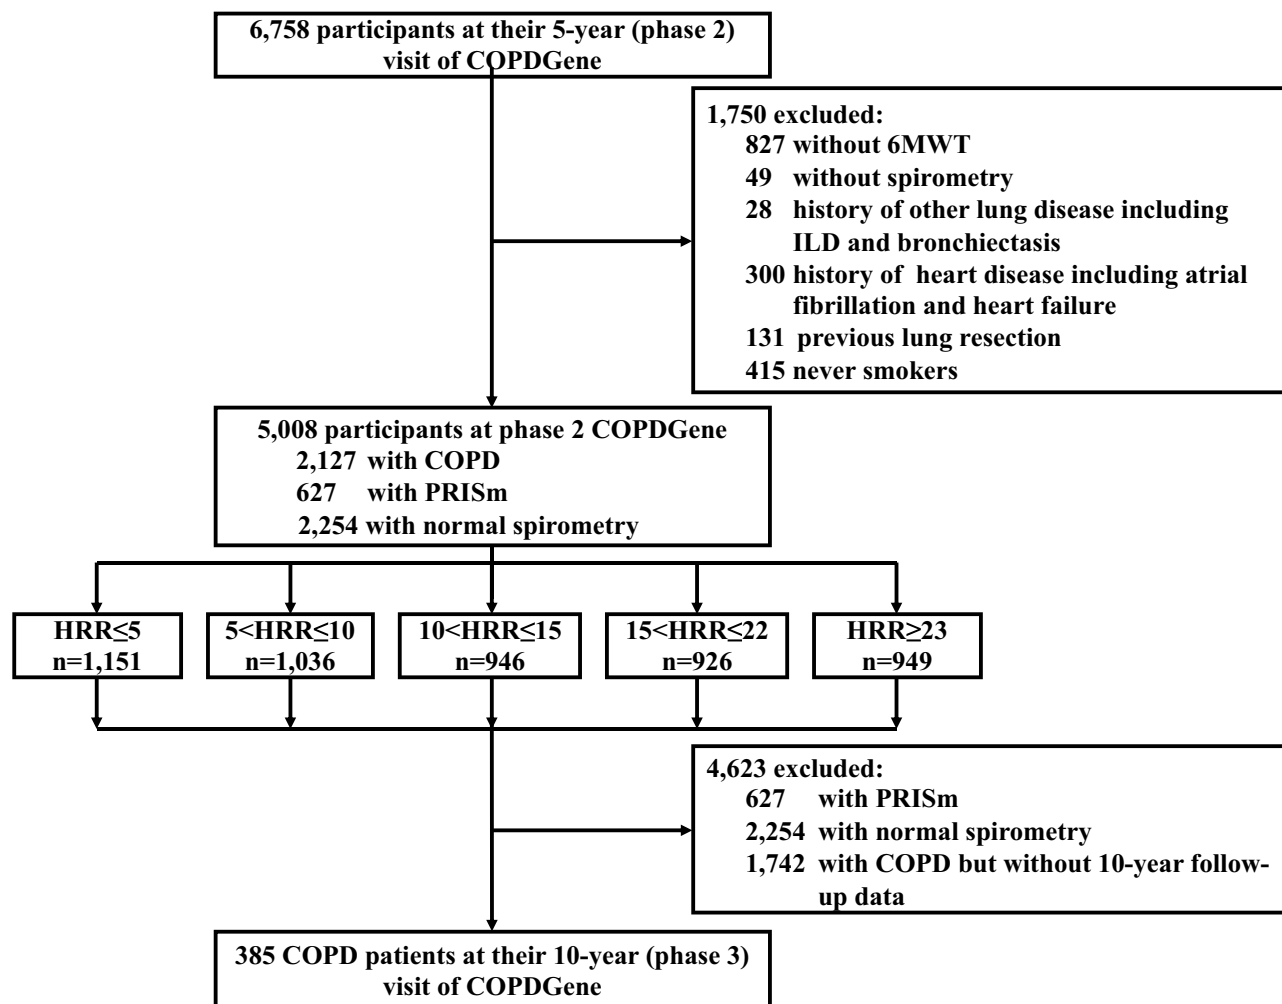 6,758 participants at their 5-year (phase 2)
visit of COPDGene
1,750 excluded:
827 without 6MWT
49 without spirometry
28 history of other lung disease including
ILD and bronchiectasis
300 history of heart disease including atrial
fibrillation and heart failure
131 previous lung resection
415 never smokers
5,008 participants at phase 2 COPDGene
2,127 with COPD
627 with PRISm
2,254 with normal spirometry
HRR≤5
n=1,151
5<HRR≤10
n=1,036
10<HRR≤15
n=946
15<HRR≤22
n=926
HRR≥23
n=949
4,623 excluded:
627 with PRISm
2,254 with normal spirometry
1,742 with COPD but without 10-year follow-
up data
385 COPD patients at their 10-year (phase 3)
visit of COPDGene